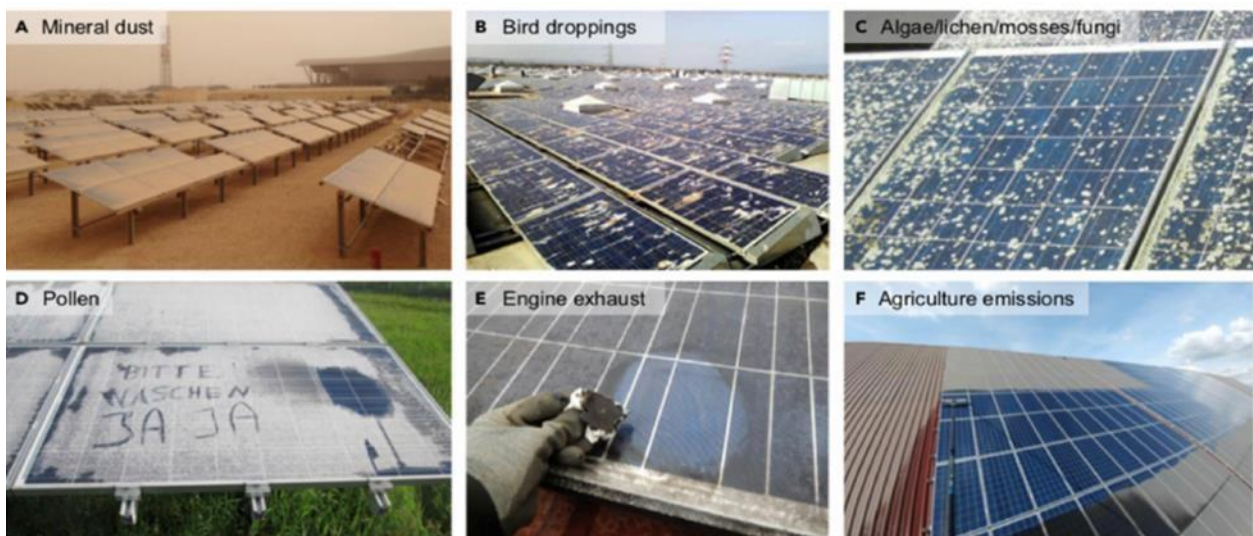 A Mineral dust
B Bird droppings
C Algae/lichen/mosses/fungi
D Pollen
BITTE
WASCHEN
JA JA
E Engine exhaust
F Agriculture emissions